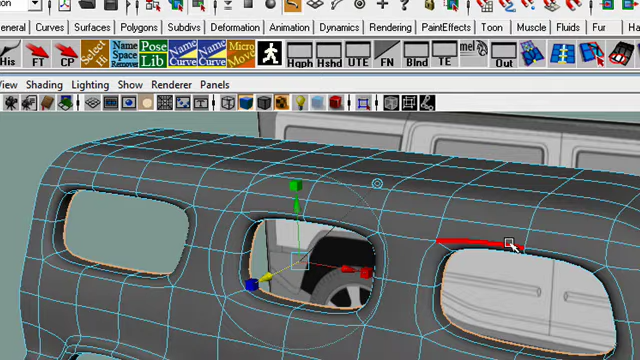 General Curves Surfaces Polygons Subdivs Deformation Animation Dynamics Rendering PaintEffects Toon Muscle Fluids Fur
His FT CP Select Hi Name Space Remover Pose Lib Name Curve Name Curve Micro Move Hqph Hshd UTE FN Blnd TE mel Out
View Shading Lighting Show Renderer Panels